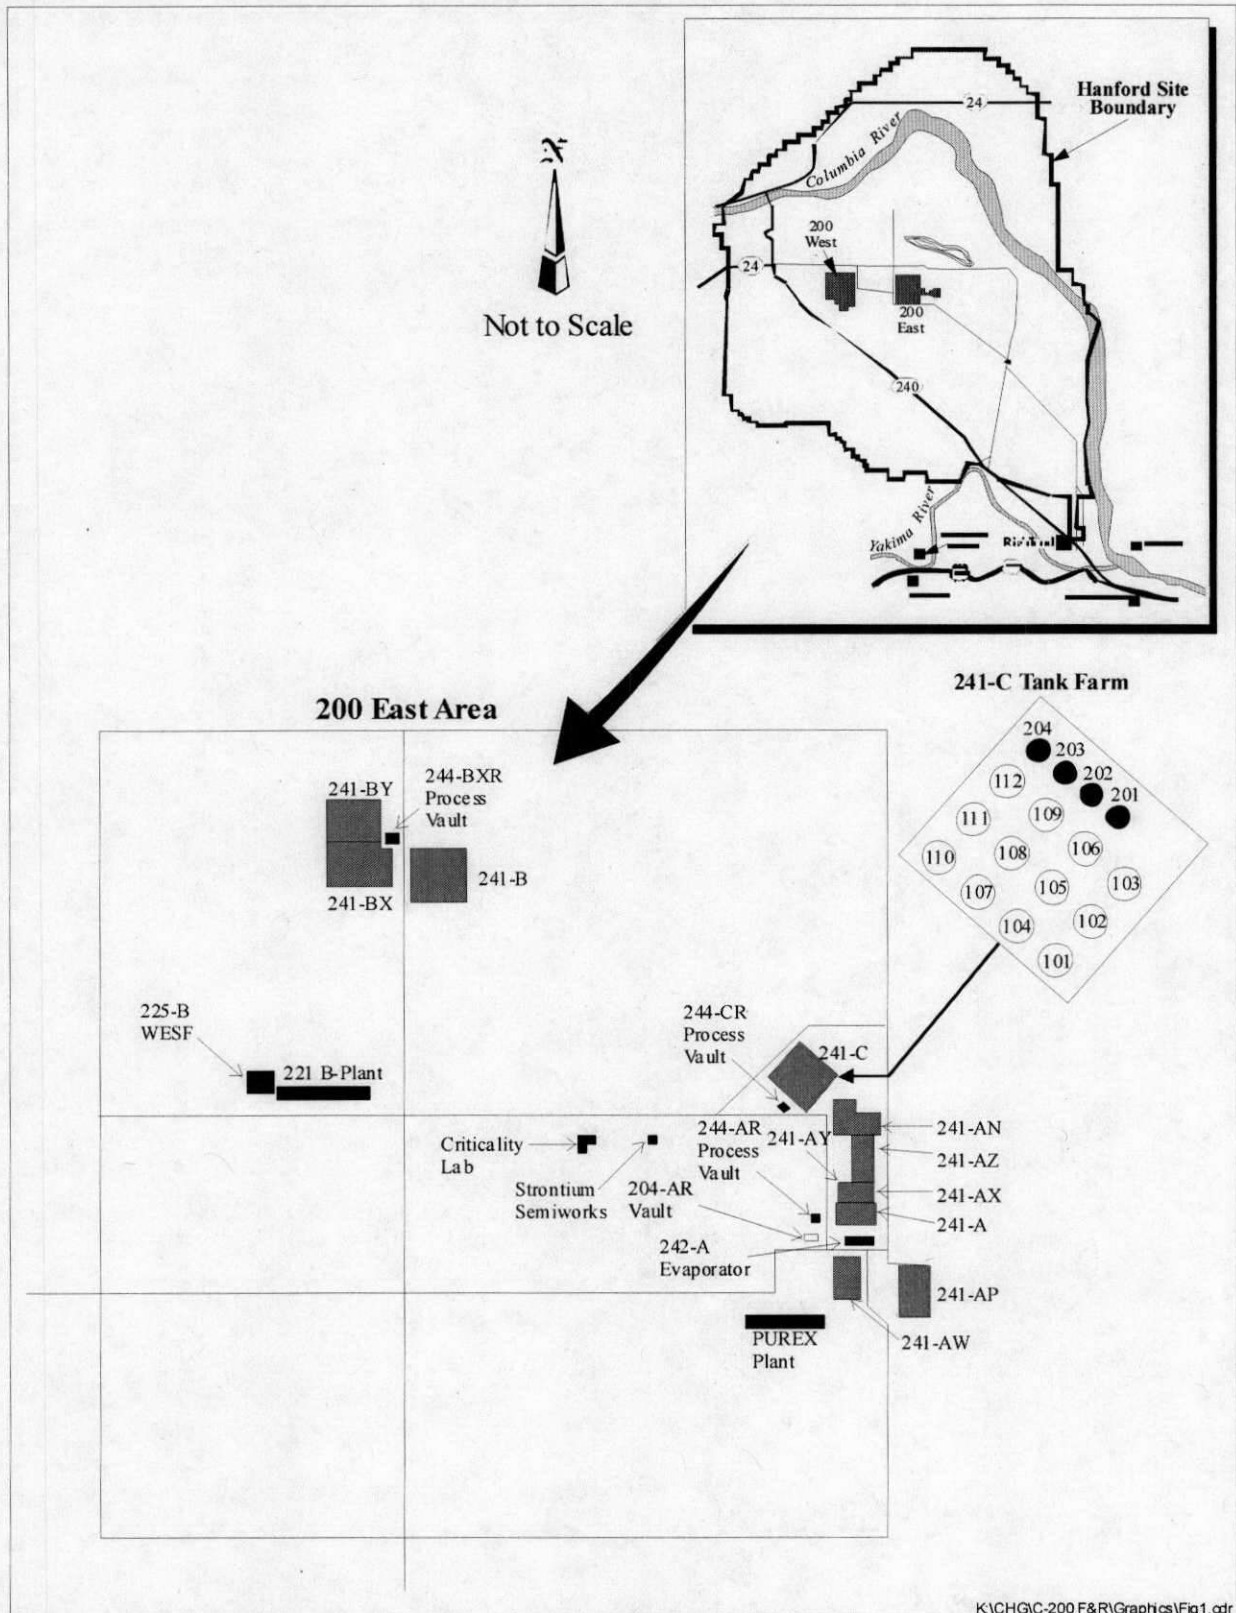 Hanford Site
Boundary
24
Columbia River
200
West
24
200
East
240
Yakima River
N
Not to Scale
241-C Tank Farm
204
203
202
201
112
109
111
106
108
110
103
105
107
102
104
101
200 East Area
241-BY
244-BXR
Process
Vault
241-B
241-BX
225-B
WESF
221 B-Plant
244-CR
Process
Vault
241-C
244-AR
Process
Vault
241-AY
241-AN
241-AZ
241-AX
241-A
Criticality
Lab
Strontium
Semiworks
204-AR
Vault
242-A
Evaporator
241-AP
241-AW
PUREX
Plant
K:\CHG\C-200 F&R\Graphics\Fig1.cdr